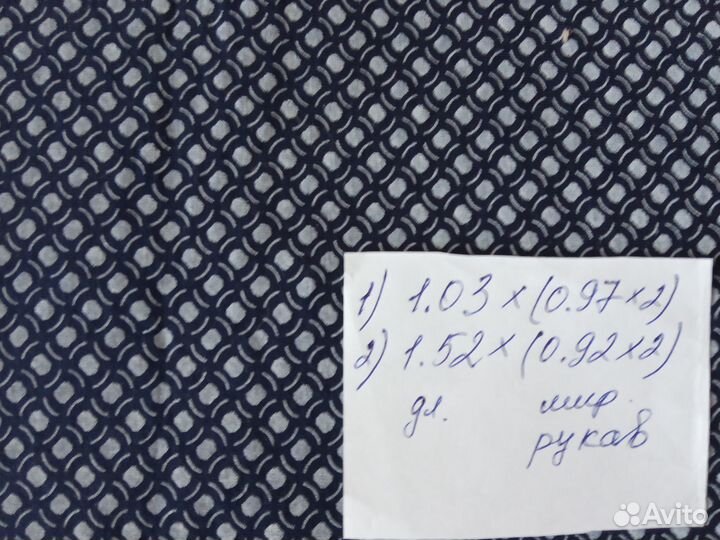 1) 1.03 × (0.97×2)
2) 1.52 × (0.92×2)
дл. шир.
рукав
Avito